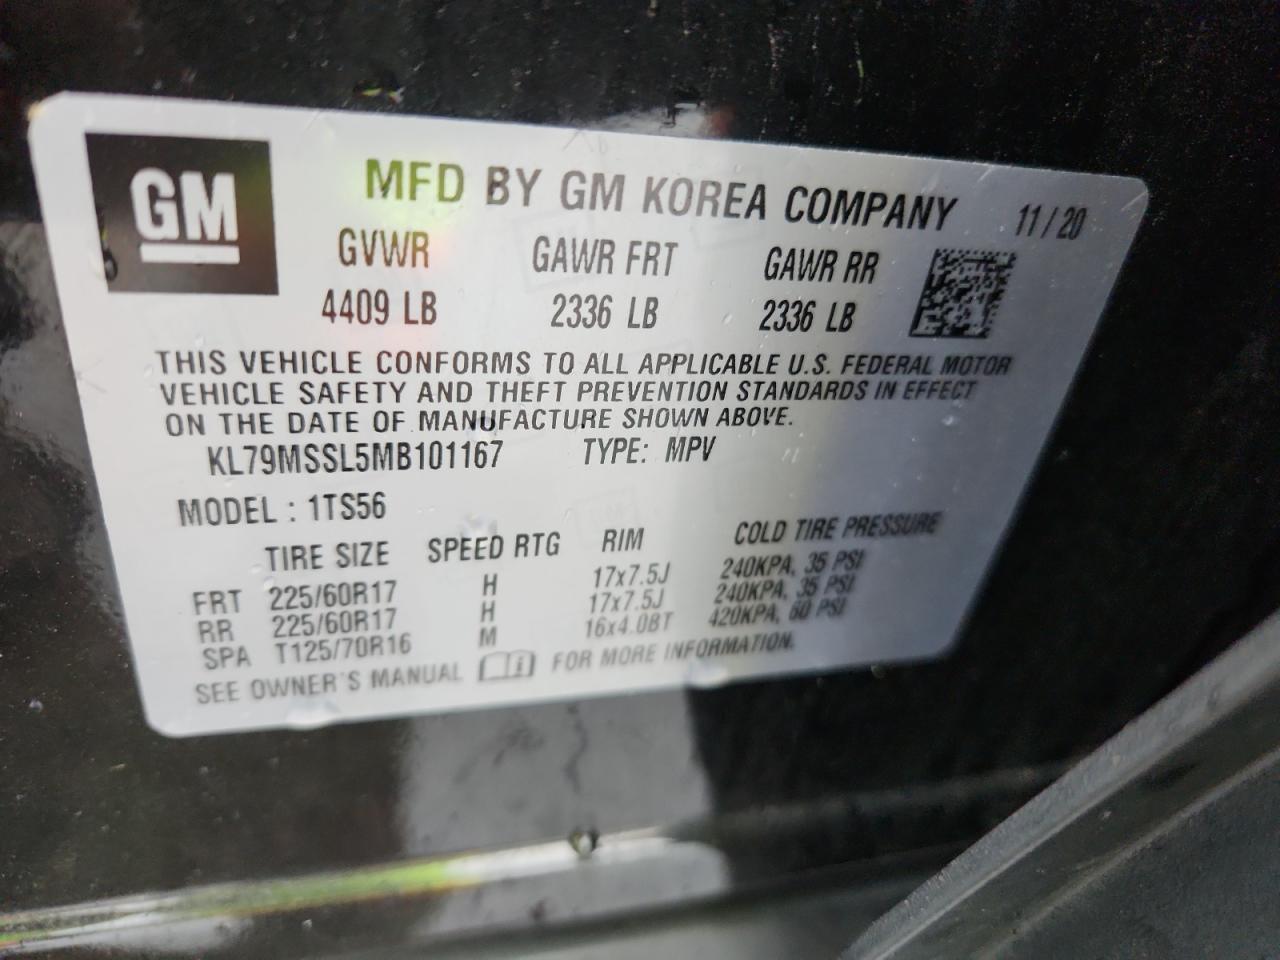 GM
MFD BY GM KOREA COMPANY 11/20
GVWR GAWR FRT GAWR RR
4409 LB 2336 LB 2336 LB
THIS VEHICLE CONFORMS TO ALL APPLICABLE U.S. FEDERAL MOTOR
VEHICLE SAFETY AND THEFT PREVENTION STANDARDS IN EFFECT
ON THE DATE OF MANUFACTURE SHOWN ABOVE.
KL79MSSL5MB101167 TYPE: MPV
MODEL : 1TS56
TIRE SIZE SPEED RTG RIM COLD TIRE PRESSURE
FRT 225/60R17 H 17x7.5J 240KPA, 35 PSI
RR 225/60R17 H 17x7.5J 240KPA, 35 PSI
SPA T125/70R16 M 16x4.0BT 420KPA, 60 PSI
SEE OWNER'S MANUAL FOR MORE INFORMATION.